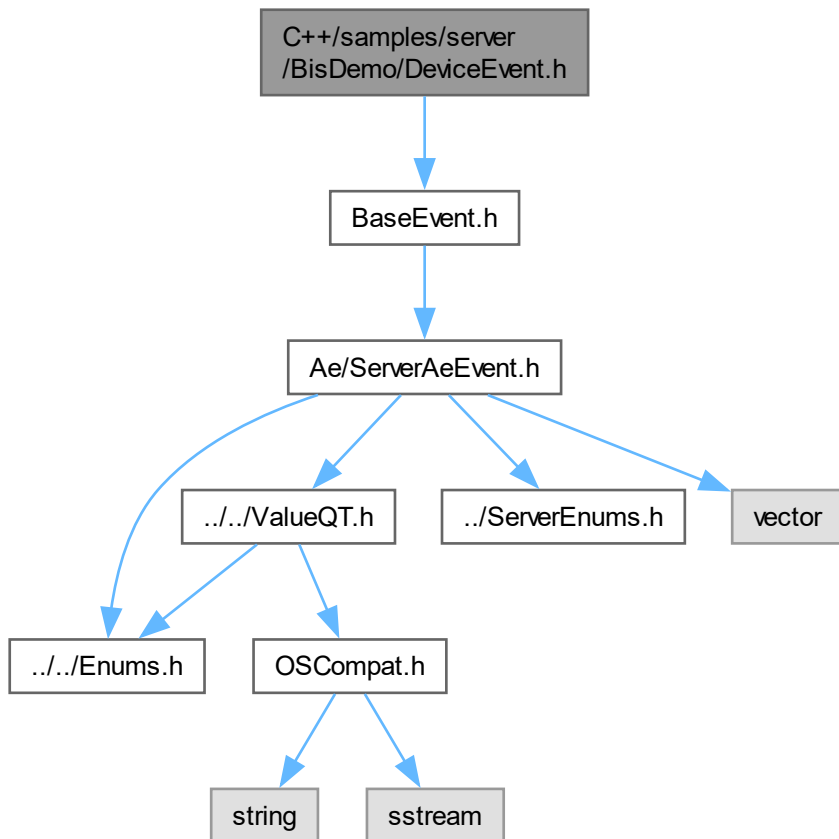 C++/samples/server
/BisDemo/DeviceEvent.h
BaseEvent.h
Ae/ServerAeEvent.h
../../ValueQT.h
../ServerEnums.h
vector
../../Enums.h
OSCompat.h
string
sstream